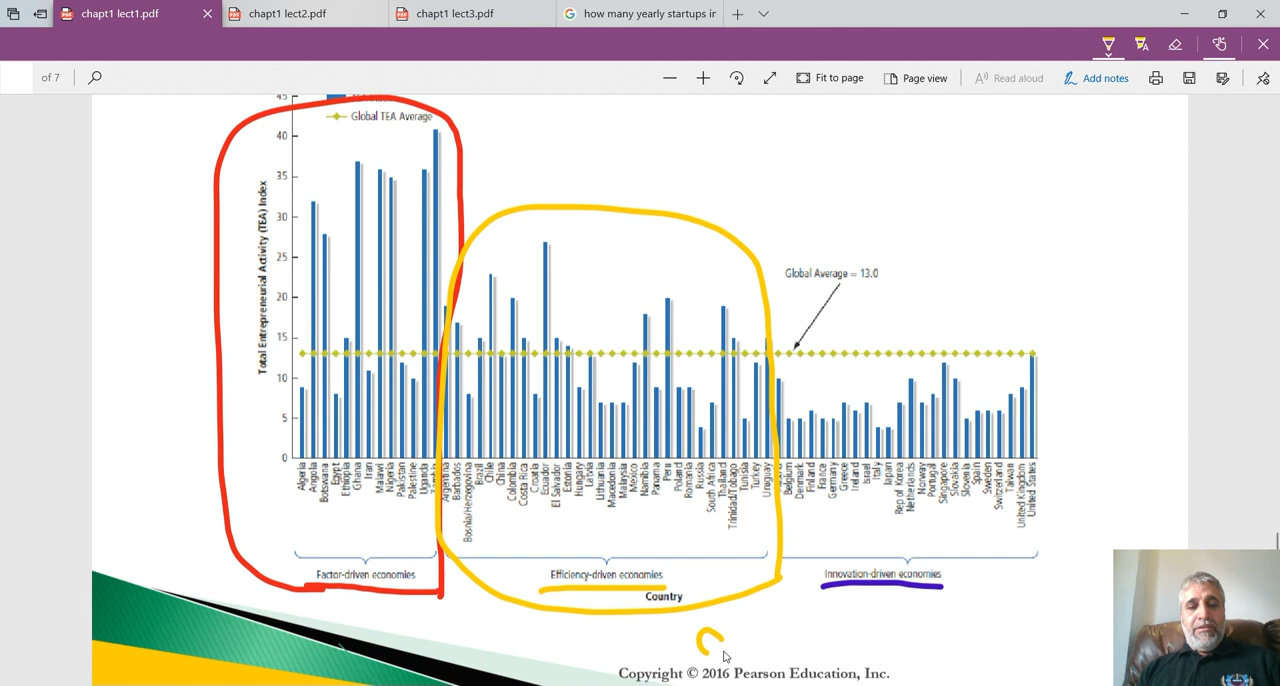 chapt1 lect1.pdf
chapt1 lect2.pdf
chapt1 lect3.pdf
how many yearly startups ir
of 7
Fit to page
Page view
Read aloud
Add notes
Global TEA Average
Total Entrepreneurial Activity (TEA) Index
45
40
35
30
25
20
15
10
5
0
Global Average = 13.0
Algeria
Angola
Botswana
Egypt
Ethiopia
Ghana
Iran
Malawi
Nigeria
Pakistan
Palestine
Uganda
Argentina
Barbados
Bosnia/Herzegovina
Brazil
Chile
China
Colombia
Costa Rica
Croatia
Ecuador
El Salvador
Estonia
Hungary
Latvia
Lithuania
Macedonia
Malaysia
Mexico
Namibia
Panama
Peru
Poland
Romania
Russia
South Africa
Thailand
Trinidad/Tobago
Tunisia
Turkey
Uruguay
Belgium
Denmark
Finland
France
Germany
Greece
Ireland
Israel
Italy
Japan
Rep of Korea
Netherlands
Norway
Portugal
Singapore
Slovakia
Slovenia
Spain
Sweden
Switzerland
Taiwan
United Kingdom
United States
Factor-driven economies
Efficiency-driven economies
Innovation-driven economies
Country
Copyright © 2016 Pearson Education, Inc.